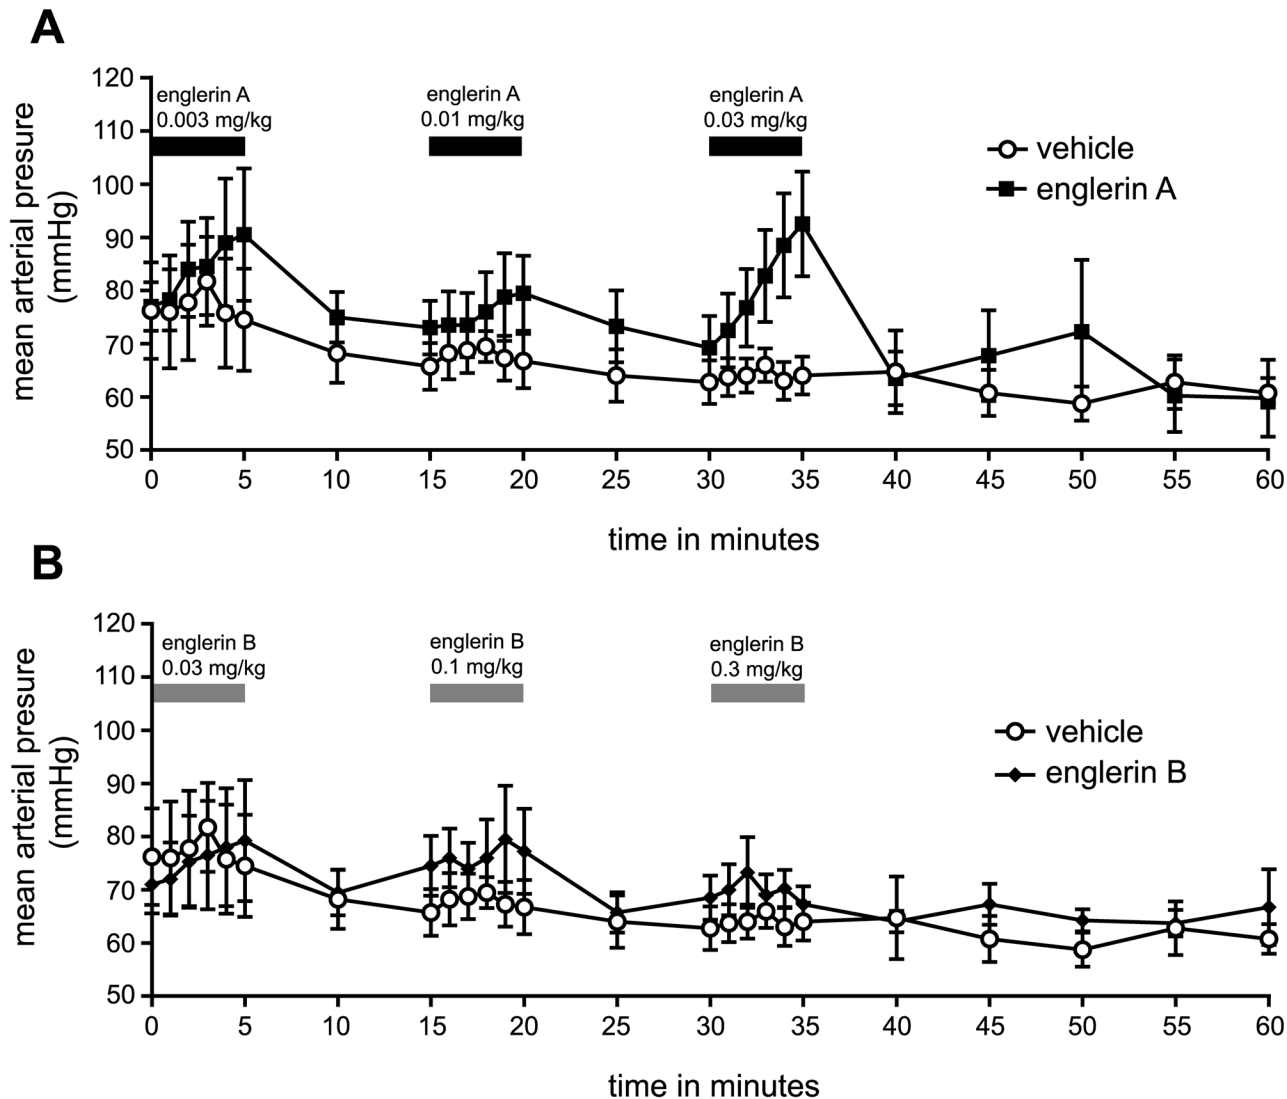 A
120
110
100
90
80
70
60
50
mean arterial presure
(mmHg)
englerin A
0.003 mg/kg
englerin A
0.01 mg/kg
englerin A
0.03 mg/kg
vehicle
englerin A
0 5 10 15 20 25 30 35 40 45 50 55 60
time in minutes
B
120
110
100
90
80
70
60
50
mean arterial presure
(mmHg)
englerin B
0.03 mg/kg
englerin B
0.1 mg/kg
englerin B
0.3 mg/kg
vehicle
englerin B
0 5 10 15 20 25 30 35 40 45 50 55 60
time in minutes